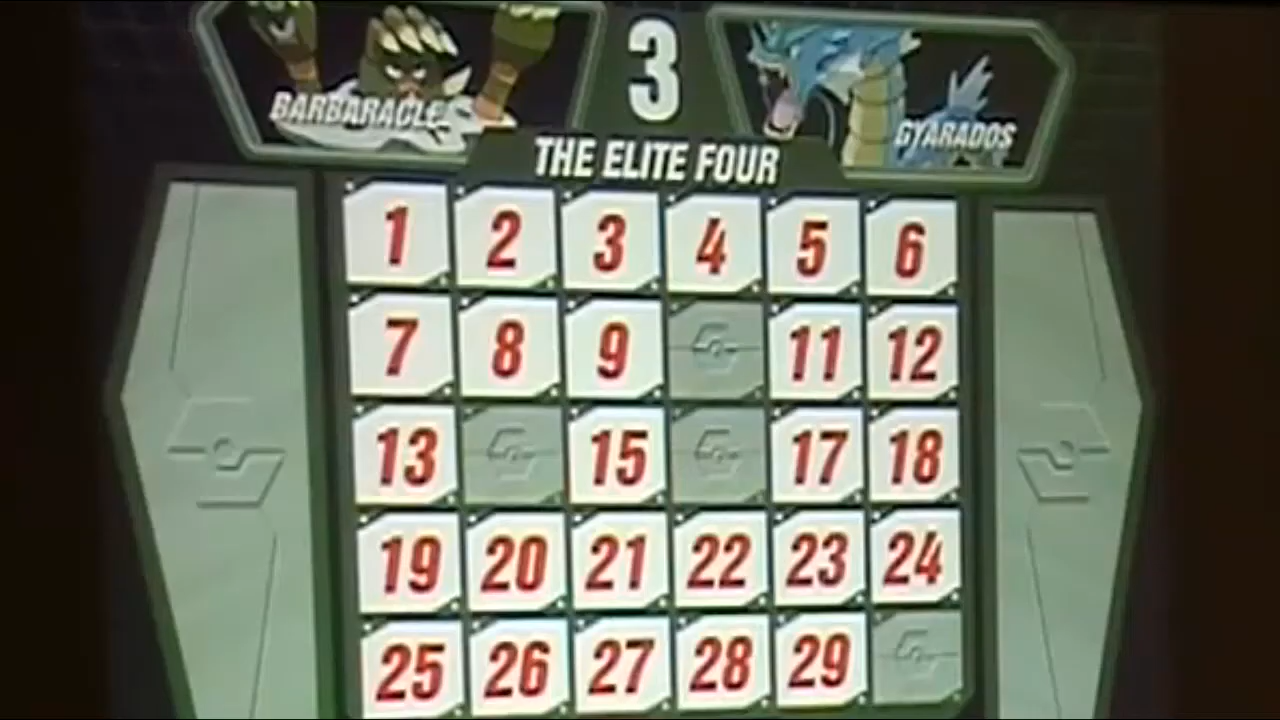 BARBARACLE
3
GYARADOS
THE ELITE FOUR
1 2 3 4 5 6
7 8 9 11 12
13 15 17 18
19 20 21 22 23 24
25 26 27 28 29